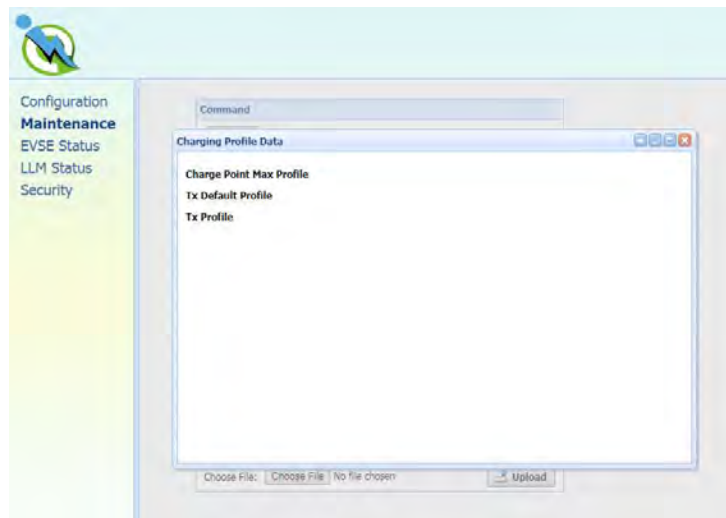 Configuration
Maintenance
EVSE Status
LLM Status
Security
Command
Charging Profile Data
Charge Point Max Profile
Tx Default Profile
Tx Profile
Choose File: Choose File No file chosen Upload